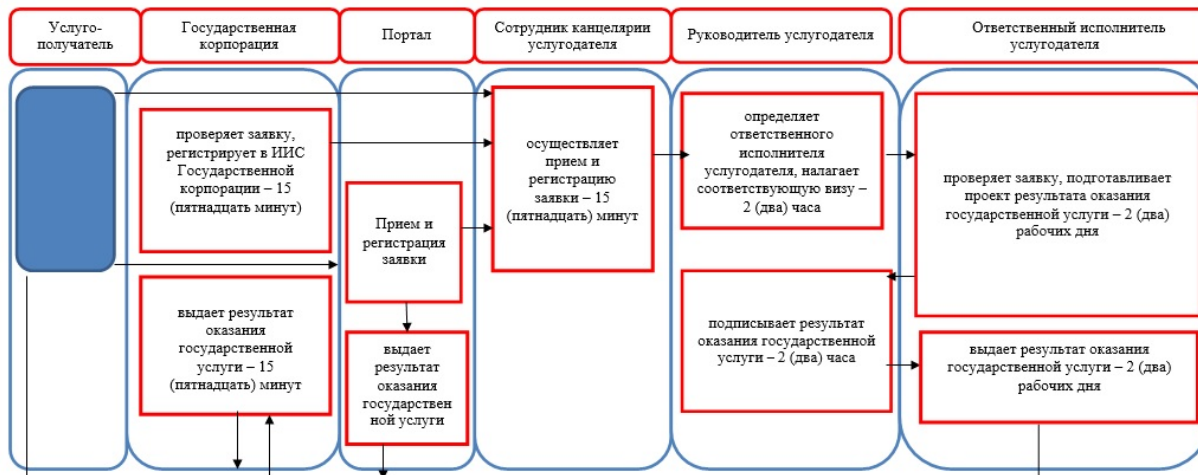 Услуго-
получатель
Государственная
корпорация
Портал
Сотрудник канцелярии
услугодателя
Руководитель услугодателя
Ответственный исполнитель
услугодателя
проверяет заявку,
регистрирует в ИИС
Государственной
корпорации – 15
(пятнадцать минут)
выдает результат
оказания
государственной
услуги – 15
(пятнадцать) минут
Прием и
регистрация
заявки
выдает
результат
оказания
государствен
ной услуги
осуществляет
прием и
регистрацию
заявки – 15
(пятнадцать) минут
определяет
ответственного
исполнителя
услугодателя, налагает
соответствующую визу –
2 (два) часа
подписывает результат
оказания государственной
услуги – 2 (два) часа
проверяет заявку, подготавливает
проект результата оказания
государственной услуги – 2 (два)
рабочих дня
выдает результат оказания
государственной услуги – 2 (два)
рабочих дня